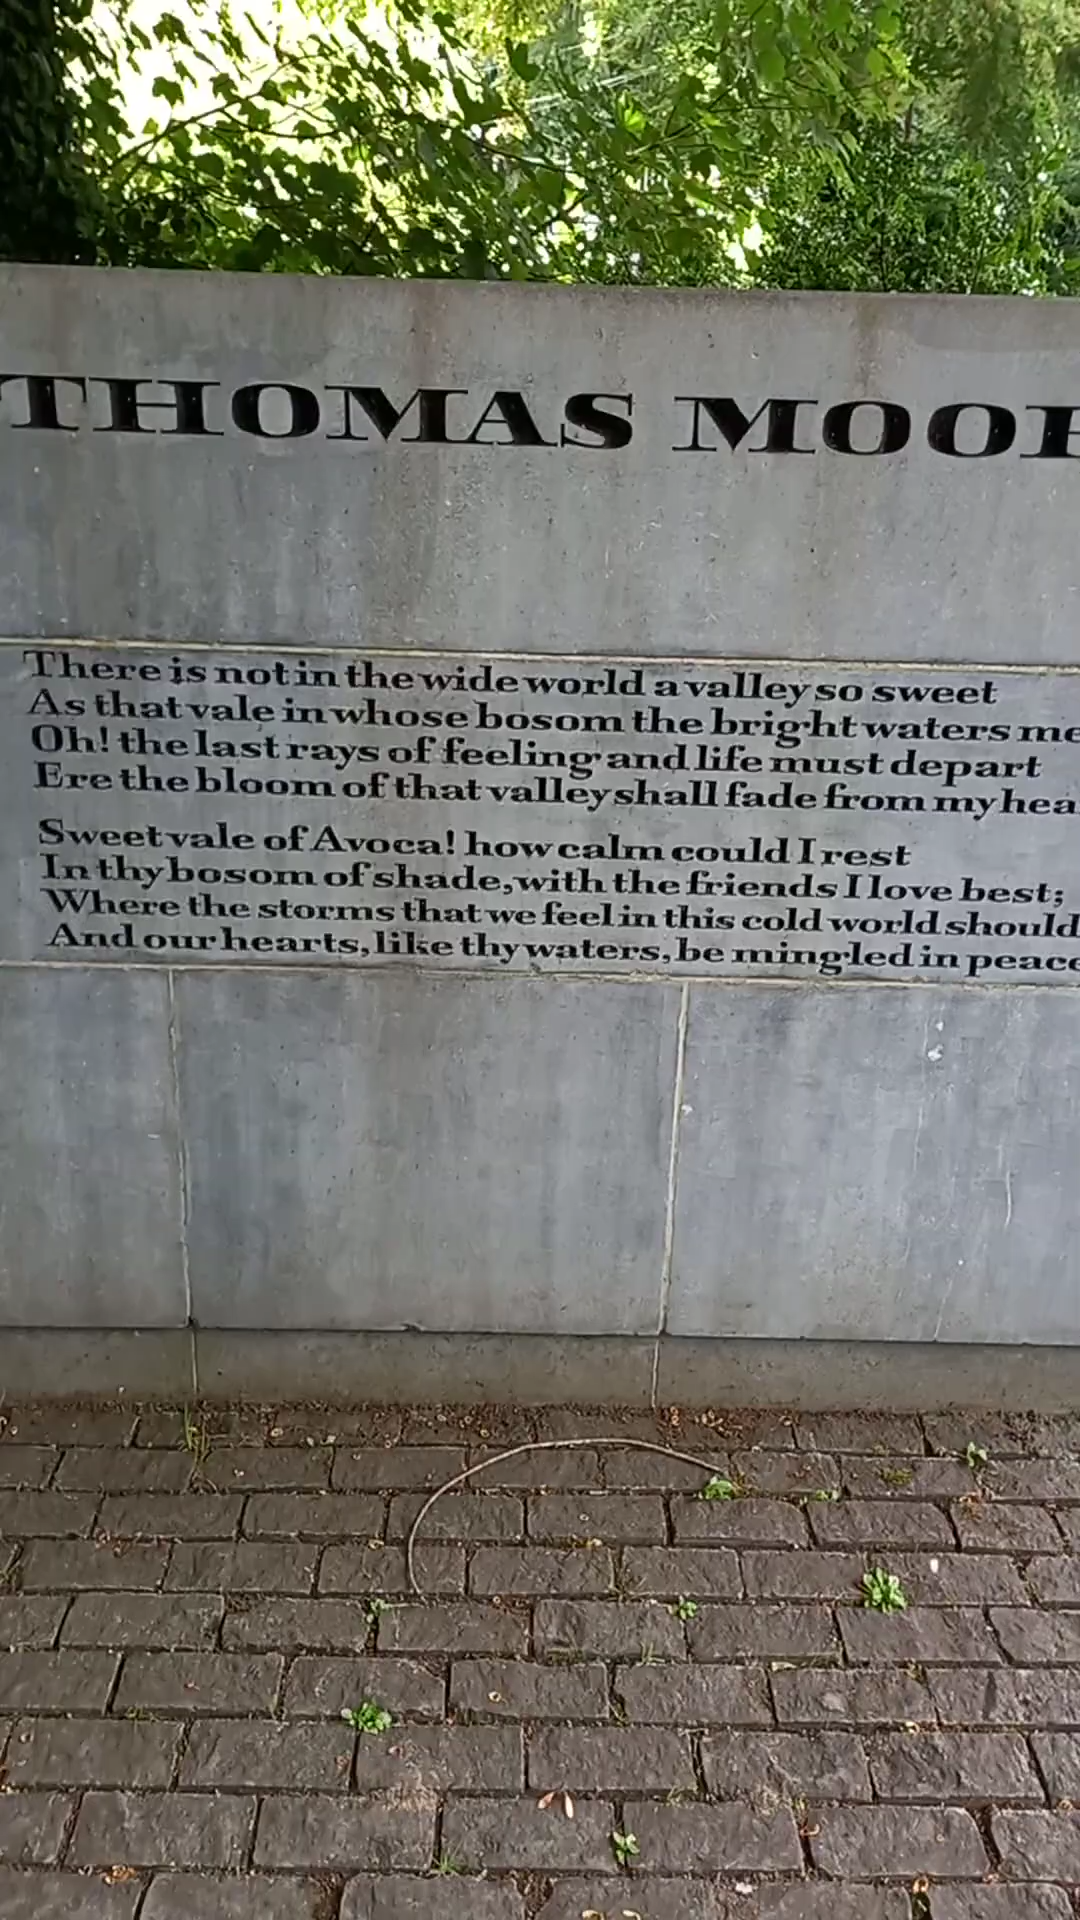 THOMAS MOO
There is not in the wide world a valley so sweet
As that vale in whose bosom the bright waters me
Oh! the last rays of feeling and life must depart
Ere the bloom of that valley shall fade from my hea
Sweet vale of Avoca! how calm could I rest
In thy bosom of shade, with the friends I love best;
Where the storms that we feel in this cold world should
And our hearts, like thy waters, be mingled in peace